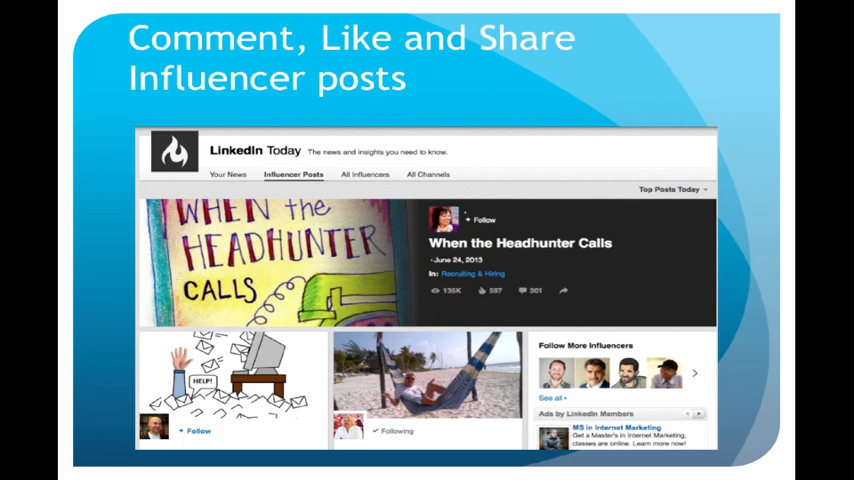 Comment, Like and Share
Influencer posts
LinkedIn Today The news and insights you need to know.
Your News Influencer Posts All Influencers All Channels
Top Posts Today
WHEN the
HEADHUNTER
CALLS
+ Follow
When the Headhunter Calls
- June 24, 2013
In: Recruiting & Hiring
135K 597 301
HELP!
+ Follow
Following
Follow More Influencers
See all
Ads by LinkedIn Members
MS in Internet Marketing
Get a Master's in Internet Marketing,
classes are online. Learn more now!